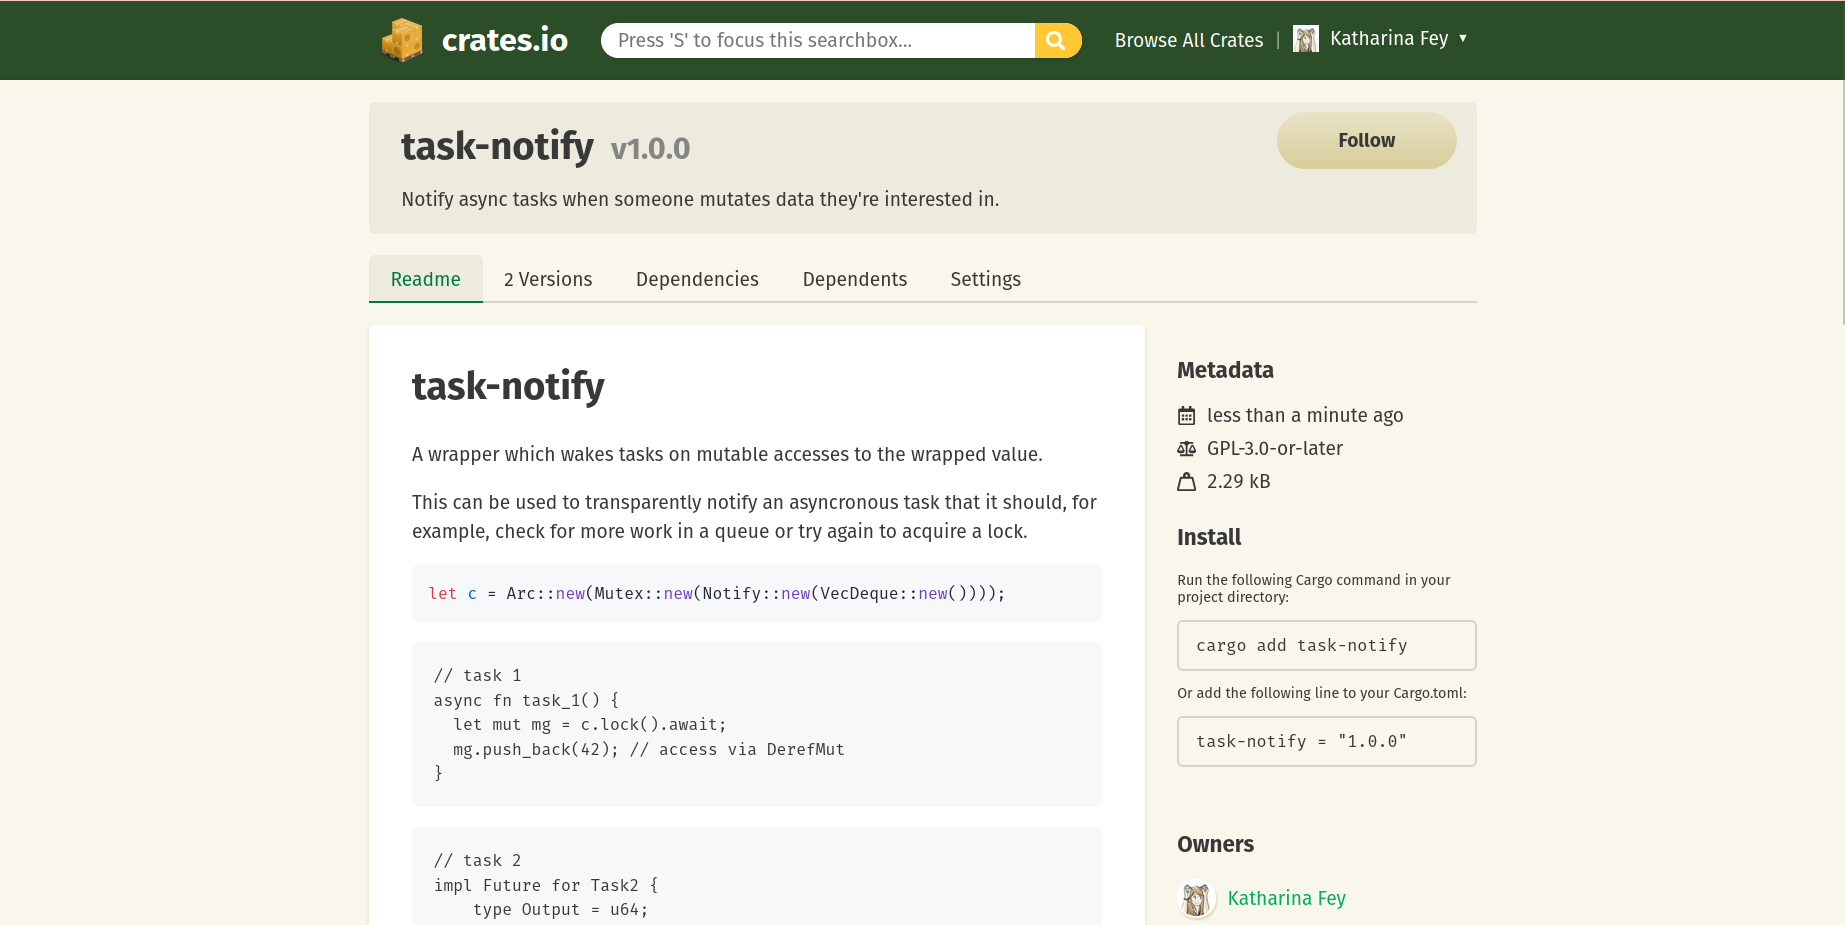 crates.io
Press 'S' to focus this searchbox...
Browse All Crates | Katharina Fey ▼
task-notify v1.0.0
Follow
Notify async tasks when someone mutates data they're interested in.
Readme 2 Versions Dependencies Dependents Settings
task-notify
A wrapper which wakes tasks on mutable accesses to the wrapped value.
This can be used to transparently notify an asyncronous task that it should, for
example, check for more work in a queue or try again to acquire a lock.
let c = Arc::new(Mutex::new(Notify::new(VecDeque::new())));
// task 1
async fn task_1() {
  let mut mg = c.lock().await;
  mg.push_back(42); // access via DerefMut
}
// task 2
impl Future for Task2 {
    type Output = u64;
Metadata
less than a minute ago
GPL-3.0-or-later
2.29 kB
Install
Run the following Cargo command in your
project directory:
cargo add task-notify
Or add the following line to your Cargo.toml:
task-notify = "1.0.0"
Owners
Katharina Fey